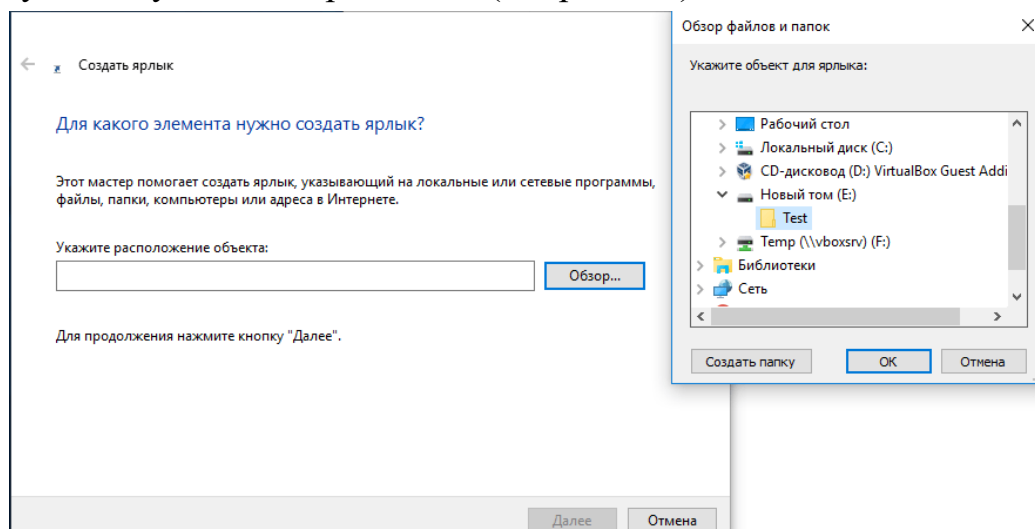 Создать ярлык
Для какого элемента нужно создать ярлык?
Этот мастер помогает создать ярлык, указывающий на локальные или сетевые программы,
файлы, папки, компьютеры или адреса в Интернете.
Укажите расположение объекта:
Обзор...
Для продолжения нажмите кнопку "Далее".
Далее
Отмена
Обзор файлов и папок
Укажите объект для ярлыка:
Рабочий стол
Локальный диск (C:)
CD-дисковод (D:) VirtualBox Guest Addi
Новый том (E:)
Test
Temp (\\vboxsrv) (F:)
Библиотеки
Сеть
Создать папку
ОК
Отмена